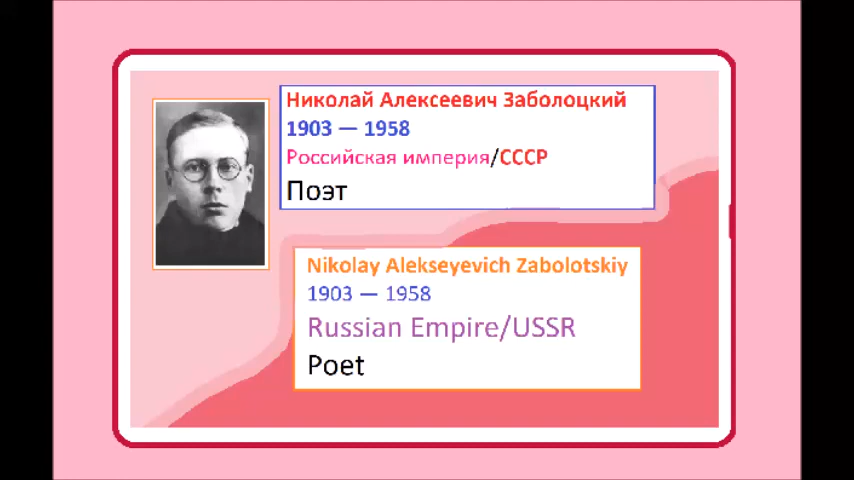 Николай Алексеевич Заболоцкий
1903 — 1958
Российская империя/СССР
Поэт
Nikolay Alekseyevich Zabolotskiy
1903 — 1958
Russian Empire/USSR
Poet